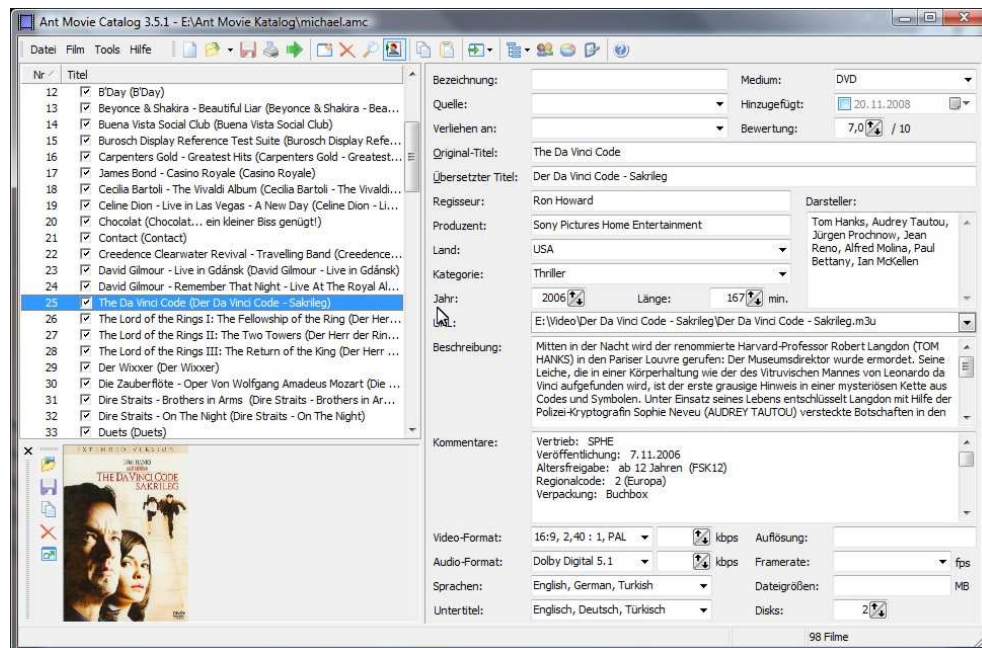 Ant Movie Catalog 3.5.1 - E:\Ant Movie Katalog\michael.amc
Datei Film Tools Hilfe
Nr Titel
12 B'Day (B'Day)
13 Beyonce & Shakira - Beautiful Liar (Beyonce & Shakira - Bea...
14 Buena Vista Social Club (Buena Vista Social Club)
15 Burosch Display Reference Test Suite (Burosch Display Refe...
16 Carpenters Gold - Greatest Hits (Carpenters Gold - Greatest...
17 James Bond - Casino Royale (Casino Royale)
18 Cecilia Bartoli - The Vivaldi Album (Cecilia Bartoli - The Vivaldi...
19 Celine Dion - Live in Las Vegas - A New Day (Celine Dion - Li...
20 Chocolat (Chocolat... ein kleiner Biss genügt!)
21 Contact (Contact)
22 Creedence Clearwater Revival - Travelling Band (Creedence...
23 David Gilmour - Live in Gdánsk (David Gilmour - Live in Gdánsk)
24 David Gilmour - Remember That Night - Live At The Royal Al...
25 The Da Vinci Code (Der Da Vinci Code - Sakrileg)
26 The Lord of the Rings I: The Fellowship of the Ring (Der Her...
27 The Lord of the Rings II: The Two Towers (Der Herr der Rin...
28 The Lord of the Rings III: The Return of the King (Der Herr ...
29 Der Wixxer (Der Wixxer)
30 Die Zauberflöte - Oper Von Wolfgang Amadeus Mozart (Die ...
31 Dire Straits - Brothers in Arms (Dire Straits - Brothers in Ar...
32 Dire Straits - On The Night (Dire Straits - On The Night)
33 Duets (Duets)
EXTENDED VERSION
TOM HANKS
THE DA VINCI CODE
SAKRILEG
Bezeichnung:
Medium: DVD
Quelle:
Hinzugefügt: 20.11.2008
Verliehen an:
Bewertung: 7,0 / 10
Original-Titel: The Da Vinci Code
Übersetzter Titel: Der Da Vinci Code - Sakrileg
Regisseur: Ron Howard
Produzent: Sony Pictures Home Entertainment
Land: USA
Kategorie: Thriller
Jahr: 2006 Länge: 167 min.
Darsteller:
Tom Hanks, Audrey Tautou,
Jürgen Prochnow, Jean
Reno, Alfred Molina, Paul
Bettany, Ian McKellen
E:\Video\Der Da Vinci Code - Sakrileg\Der Da Vinci Code - Sakrileg.m3u
Beschreibung:
Mitten in der Nacht wird der renommierte Harvard-Professor Robert Langdon (TOM
HANKS) in den Pariser Louvre gerufen: Der Museumsdirektor wurde ermordet. Seine
Leiche, die in einer Körperhaltung wie der des Vitruvischen Mannes von Leonardo da
Vinci aufgefunden wird, ist der erste grausige Hinweis in einer mysteriösen Kette aus
Codes und Symbolen. Unter Einsatz seines Lebens entschlüsselt Langdon mit Hilfe der
Polizei-Kryptografin Sophie Neveu (AUDREY TAUTOU) versteckte Botschaften in den
Kommentare:
Vertrieb: SPHE
Veröffentlichung: 7.11.2006
Altersfreigabe: ab 12 Jahren (FSK12)
Regionalcode: 2 (Europa)
Verpackung: Buchbox
Video-Format: 16:9, 2,40 : 1, PAL kbps Auflösung:
Audio-Format: Dolby Digital 5.1 kbps Framerate: fps
Sprachen: English, German, Turkish Dateigrößen: MB
Untertitel: Englisch, Deutsch, Türkisch Disks: 2
98 Filme